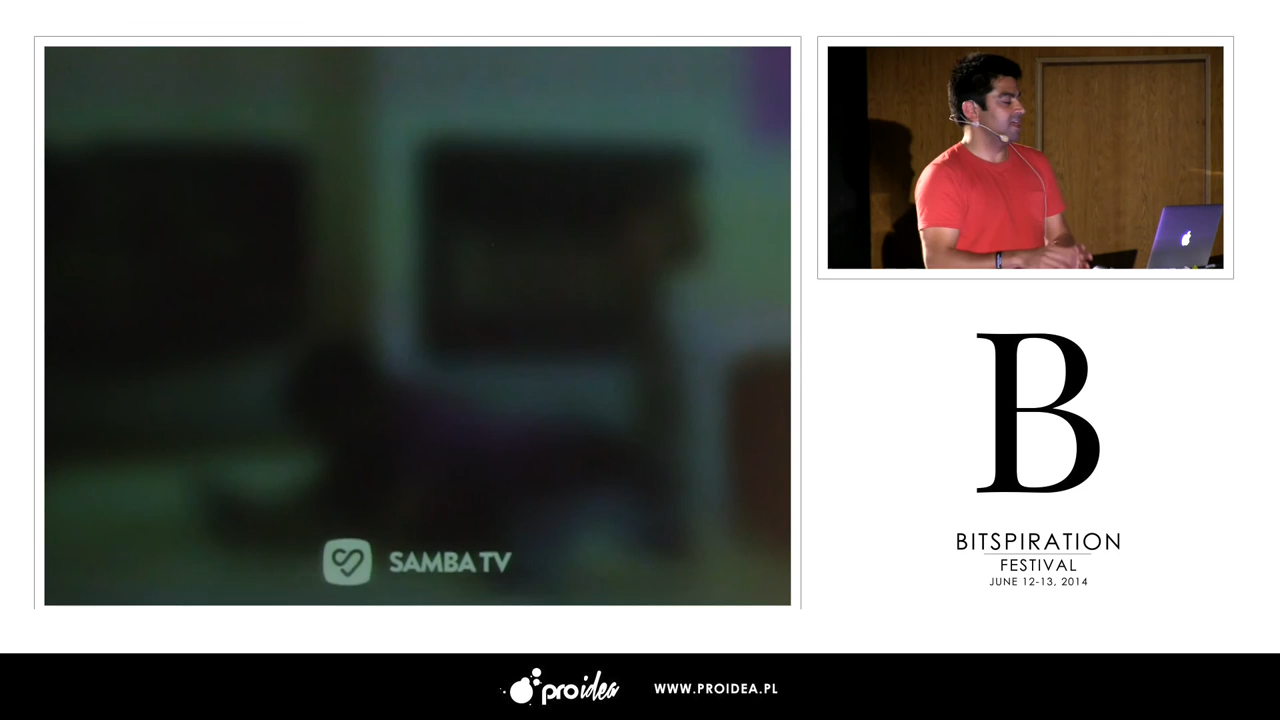 SAMBA TV
B
BITSPIRATION
FESTIVAL
JUNE 12-13, 2014
proidea
WWW.PROIDEA.PL